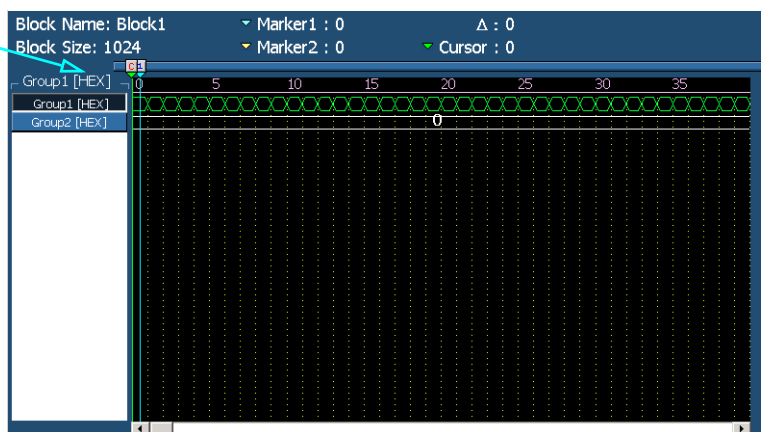 Block Name: Block1 Marker1 : 0 Δ : 0
Block Size: 1024 Marker2 : 0 Cursor : 0
C 1
Group1 [HEX] 0 5 10 15 20 25 30 35
Group1 [HEX]
Group2 [HEX] 0